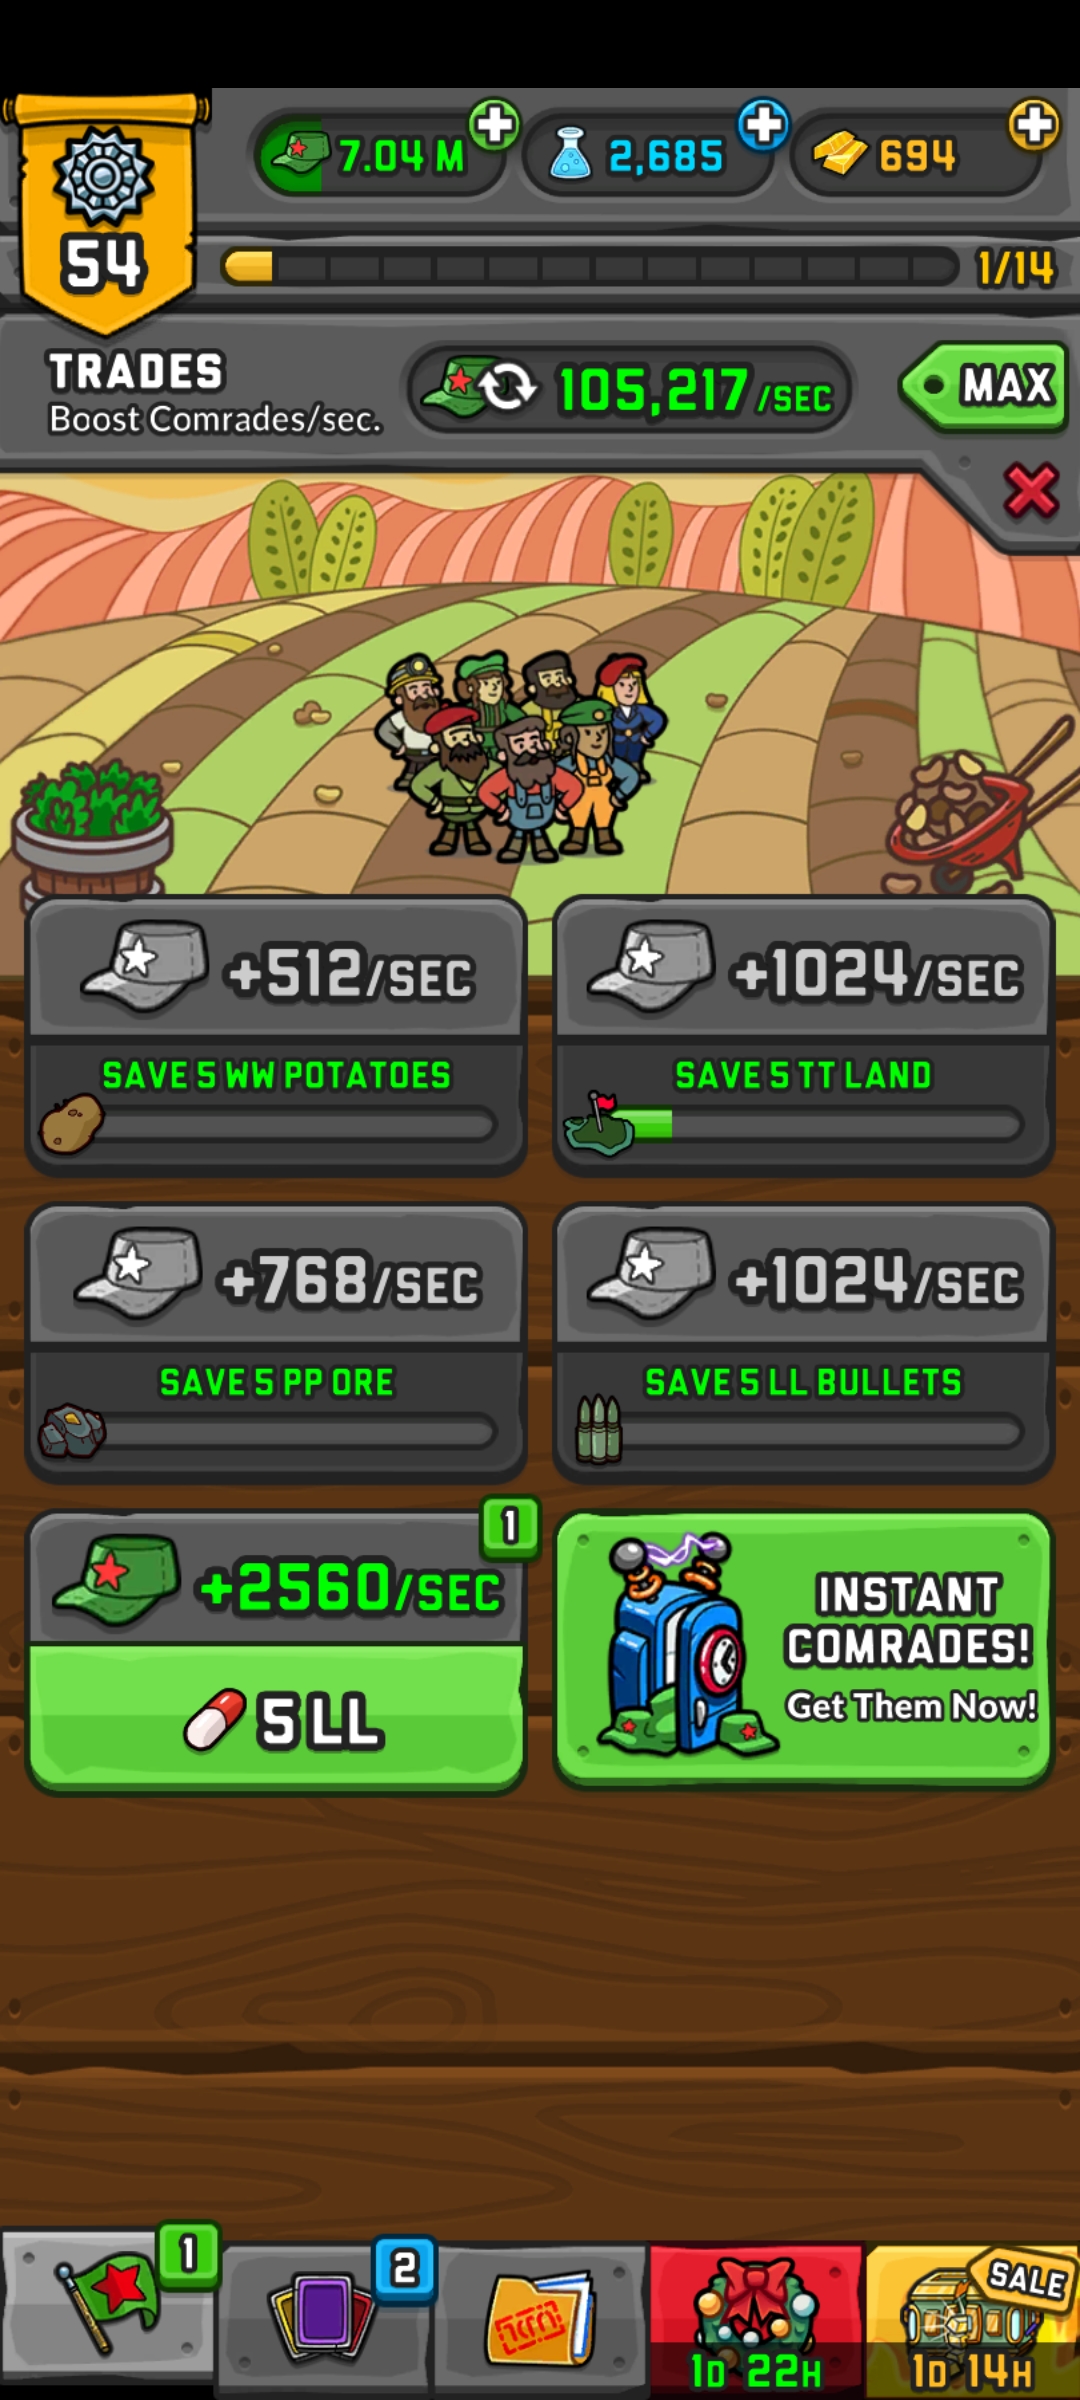 54
7.04 M
2,685
694
1/14
TRADES
Boost Comrades/sec.
105,217/SEC
MAX
+512/SEC
SAVE 5 WW POTATOES
+1024/SEC
SAVE 5 TT LAND
+768/SEC
SAVE 5 PP ORE
+1024/SEC
SAVE 5 LL BULLETS
1
+2560/SEC
5 LL
INSTANT
COMRADES!
Get Them Now!
1
2
SALE
1D 22H
1D 14H